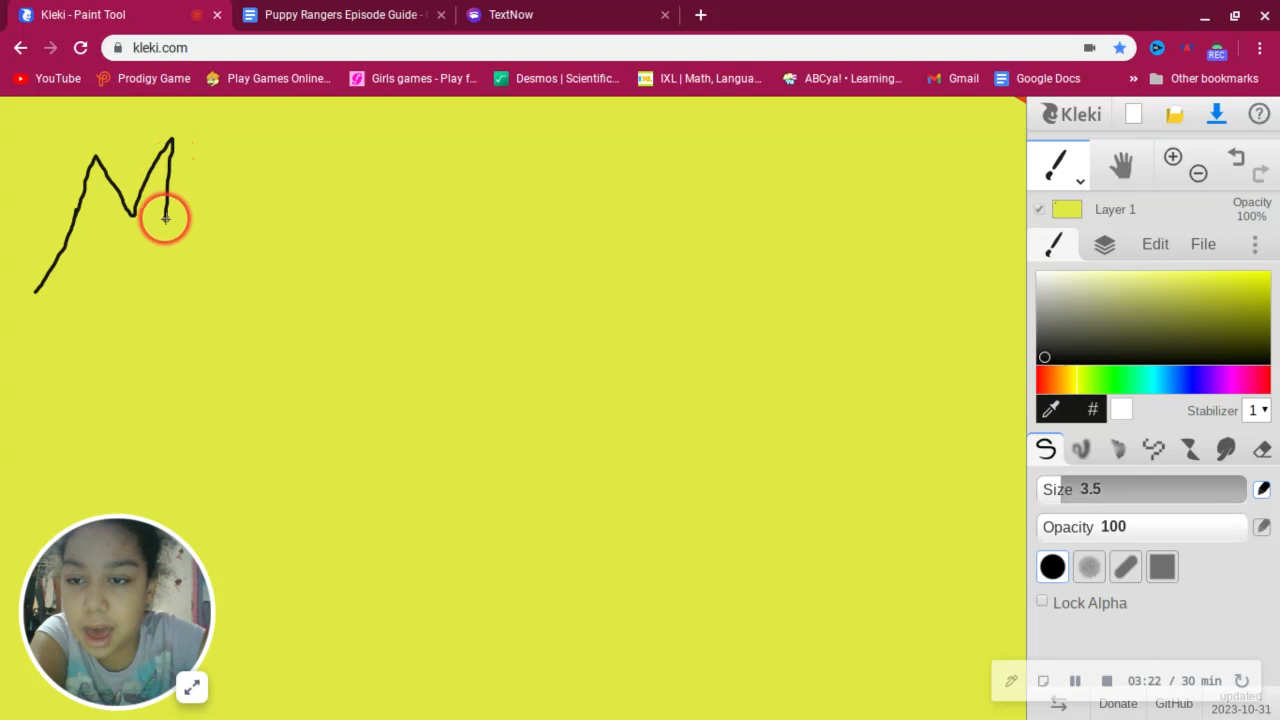 Kleki - Paint Tool
Puppy Rangers Episode Guide -
TextNow
kleki.com
REC
YouTube
Prodigy Game
Play Games Online...
Girls games - Play f...
Desmos | Scientific...
IXL | Math, Langua...
ABCya! • Learning...
Gmail
Google Docs
»
Other bookmarks
M
Kleki
Layer 1
Opacity
100%
Edit
File
#
Stabilizer
1
Size 3.5
Opacity 100
Lock Alpha
03:22 / 30 min
Donate
GitHub
updated
2023-10-31